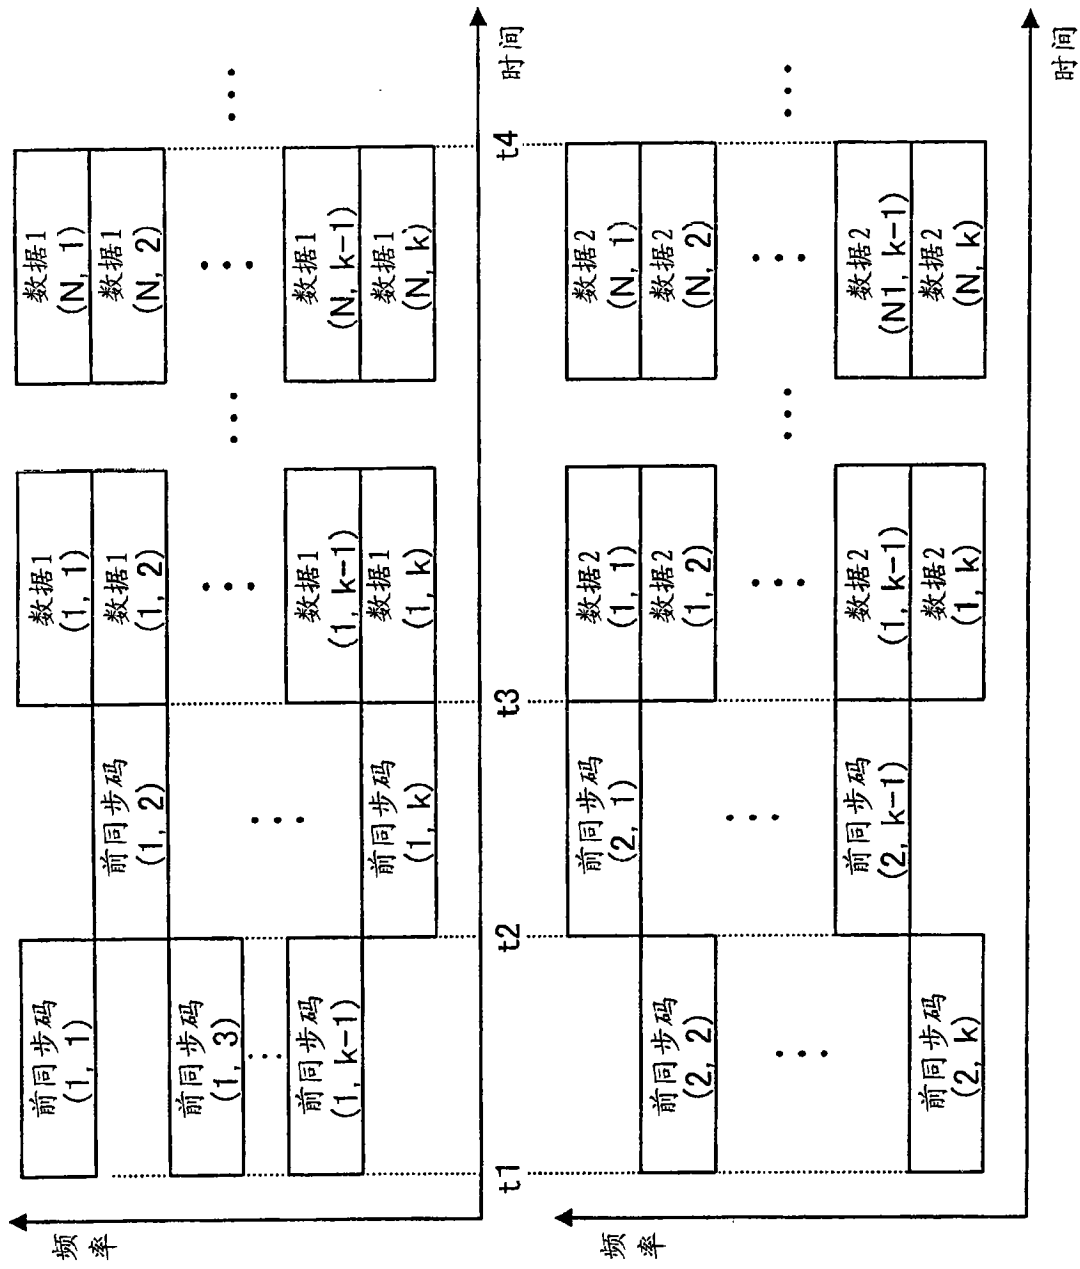 频
率
前同步码
(1, 1)
数据1
(1, 1)
数据1
(N, 1)
前同步码
(1, 2)
数据1
(1, 2)
数据1
(N, 2)
前同步码
(1, 3)
前同步码
(1, k-1)
数据1
(1, k-1)
数据1
(N, k-1)
前同步码
(1, k)
数据1
(1, k)
数据1
(N, k)
时间
t1
t2
t3
t4
频
率
前同步码
(2, 1)
数据2
(1, 1)
数据2
(N, 1)
前同步码
(2, 2)
数据2
(1, 2)
数据2
(N, 2)
前同步码
(2, k-1)
数据2
(1, k-1)
数据2
(N1, k-1)
前同步码
(2, k)
数据2
(1, k)
数据2
(N, k)
时间